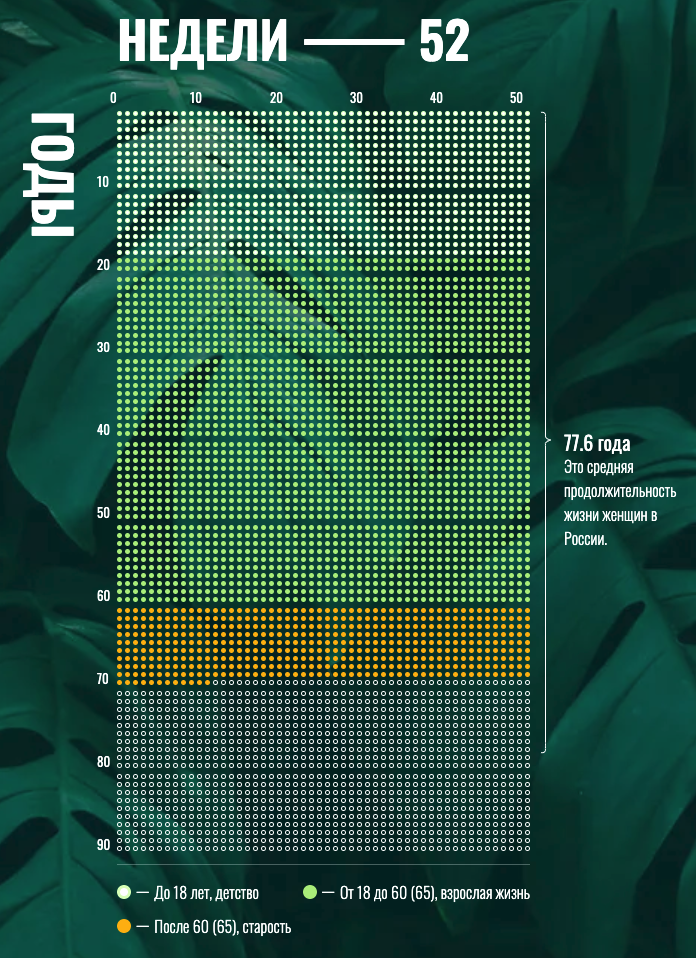 НЕДЕЛИ — 52
0 10 20 30 40 50
ГОДЫ
10
20
30
40
77.6 года
Это средняя
продолжительность
жизни женщин в
России.
50
60
70
80
90
— До 18 лет, детство — От 18 до 60 (65), взрослая жизнь
— После 60 (65), старость